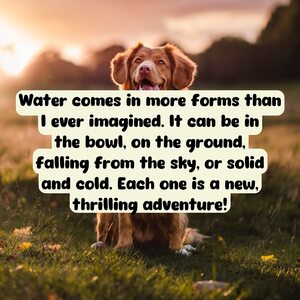 Water comes in more forms than
I ever imagined. It can be in
the bowl, on the ground,
falling from the sky, or solid
and cold. Each one is a new,
thrilling adventure!